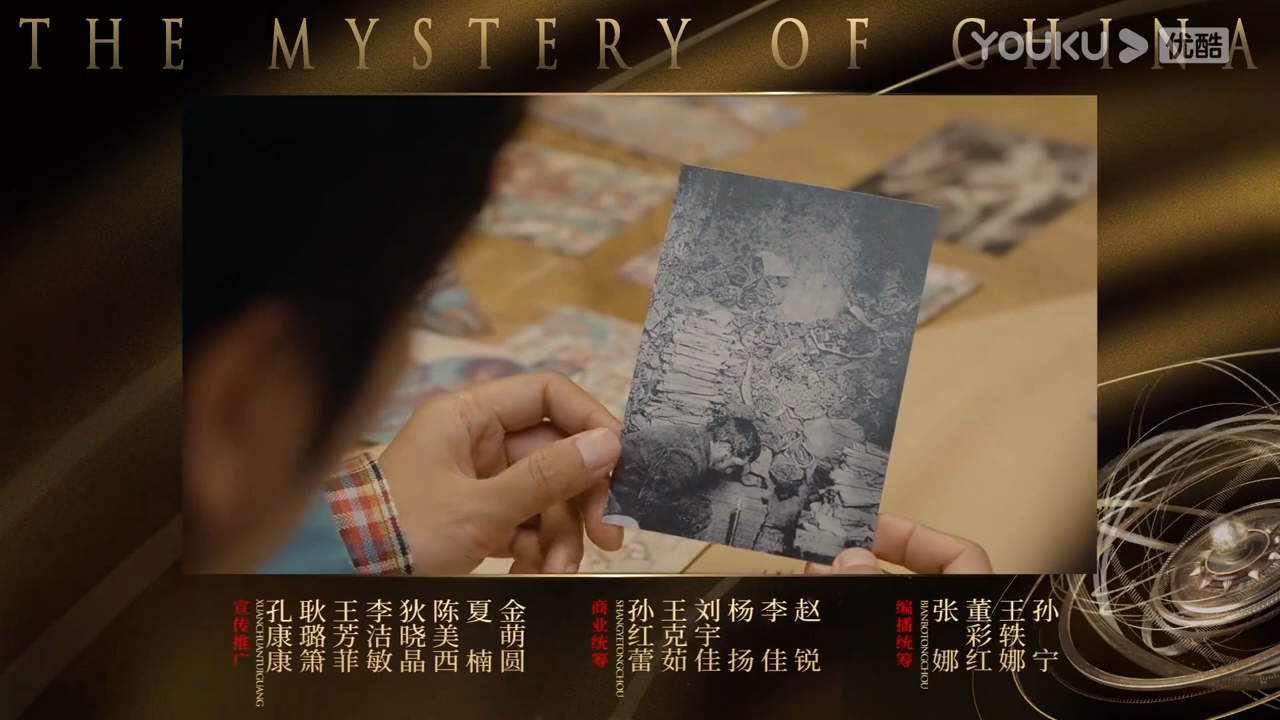 THE MYSTERY OF CHINA
YOUKU 优酷
宣传推广
XUANCHUANTUIGUANG
孔康康
耿璐箫
王芳菲
李洁敏
狄晓晶
陈美西
夏楠
金萌圆
商业统筹
SHANGYETONGCHOU
孙红蕾
王克茹
刘宇佳
杨扬
李佳
赵锐
编播统筹
BIANBOTONGCHOU
张娜
董彩红
王轶娜
孙宁